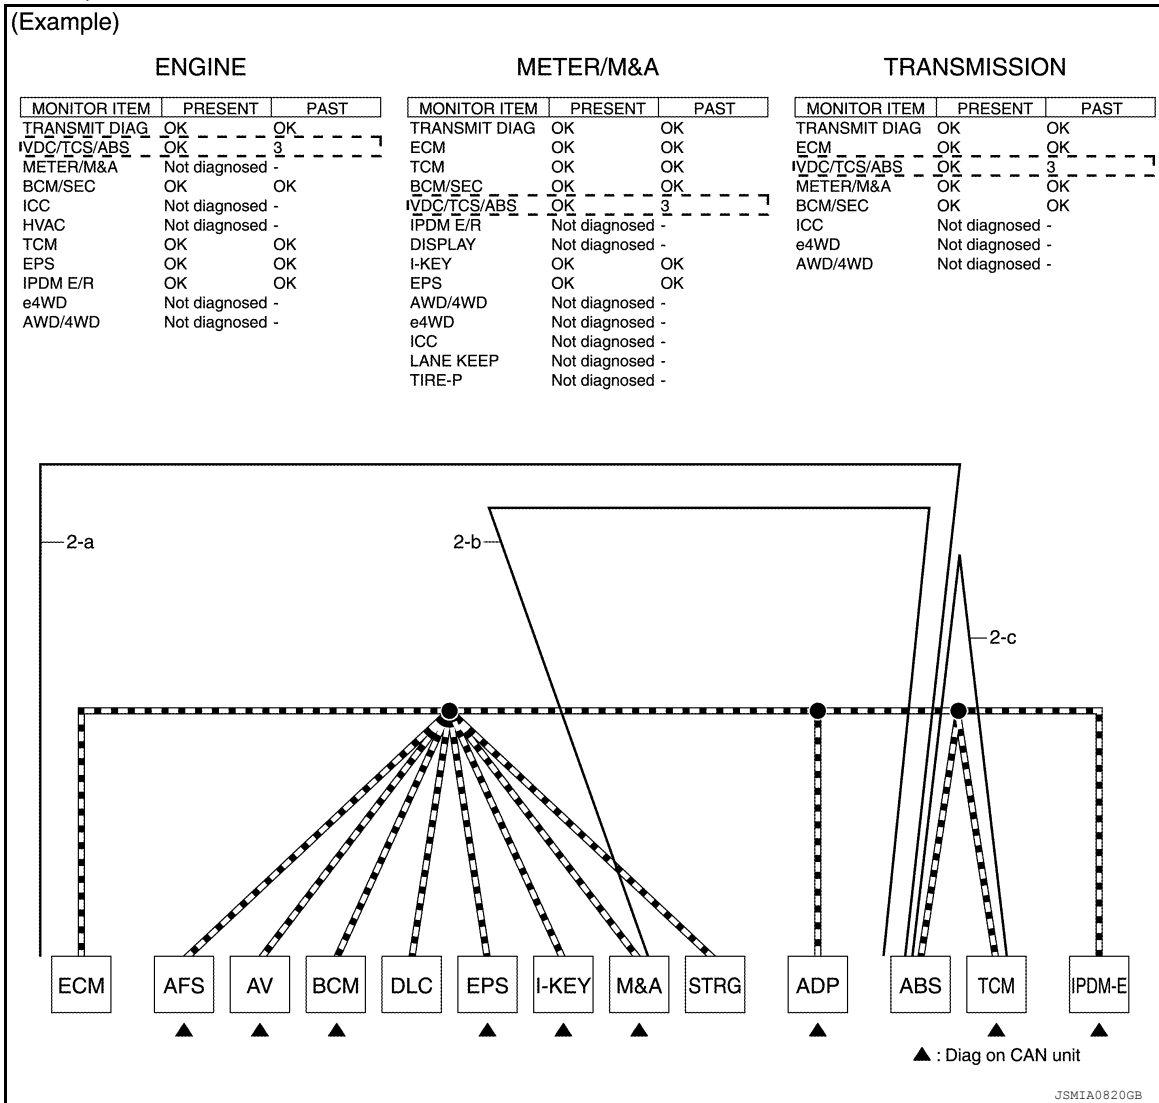 (Example)
ENGINE
MONITOR ITEM PRESENT PAST
TRANSMIT DIAG OK OK
VDC/TCS/ABS OK 3
METER/M&A Not diagnosed -
BCM/SEC OK OK
ICC Not diagnosed -
HVAC Not diagnosed -
TCM OK OK
EPS OK OK
IPDM E/R OK OK
e4WD Not diagnosed -
AWD/4WD Not diagnosed -
METER/M&A
MONITOR ITEM PRESENT PAST
TRANSMIT DIAG OK OK
ECM OK OK
TCM OK OK
BCM/SEC OK OK
VDC/TCS/ABS OK 3
IPDM E/R Not diagnosed -
DISPLAY Not diagnosed -
I-KEY OK OK
EPS OK OK
AWD/4WD Not diagnosed -
e4WD Not diagnosed -
ICC Not diagnosed -
LANE KEEP Not diagnosed -
TIRE-P Not diagnosed -
TRANSMISSION
MONITOR ITEM PRESENT PAST
TRANSMIT DIAG OK OK
ECM OK OK
VDC/TCS/ABS OK 3
METER/M&A OK OK
BCM/SEC OK OK
ICC Not diagnosed -
e4WD Not diagnosed -
AWD/4WD Not diagnosed -
2-a
2-b
2-c
ECM AFS AV BCM DLC EPS I-KEY M&A STRG ADP ABS TCM IPDM-E
▲ : Diag on CAN unit
JSMIA0820GB